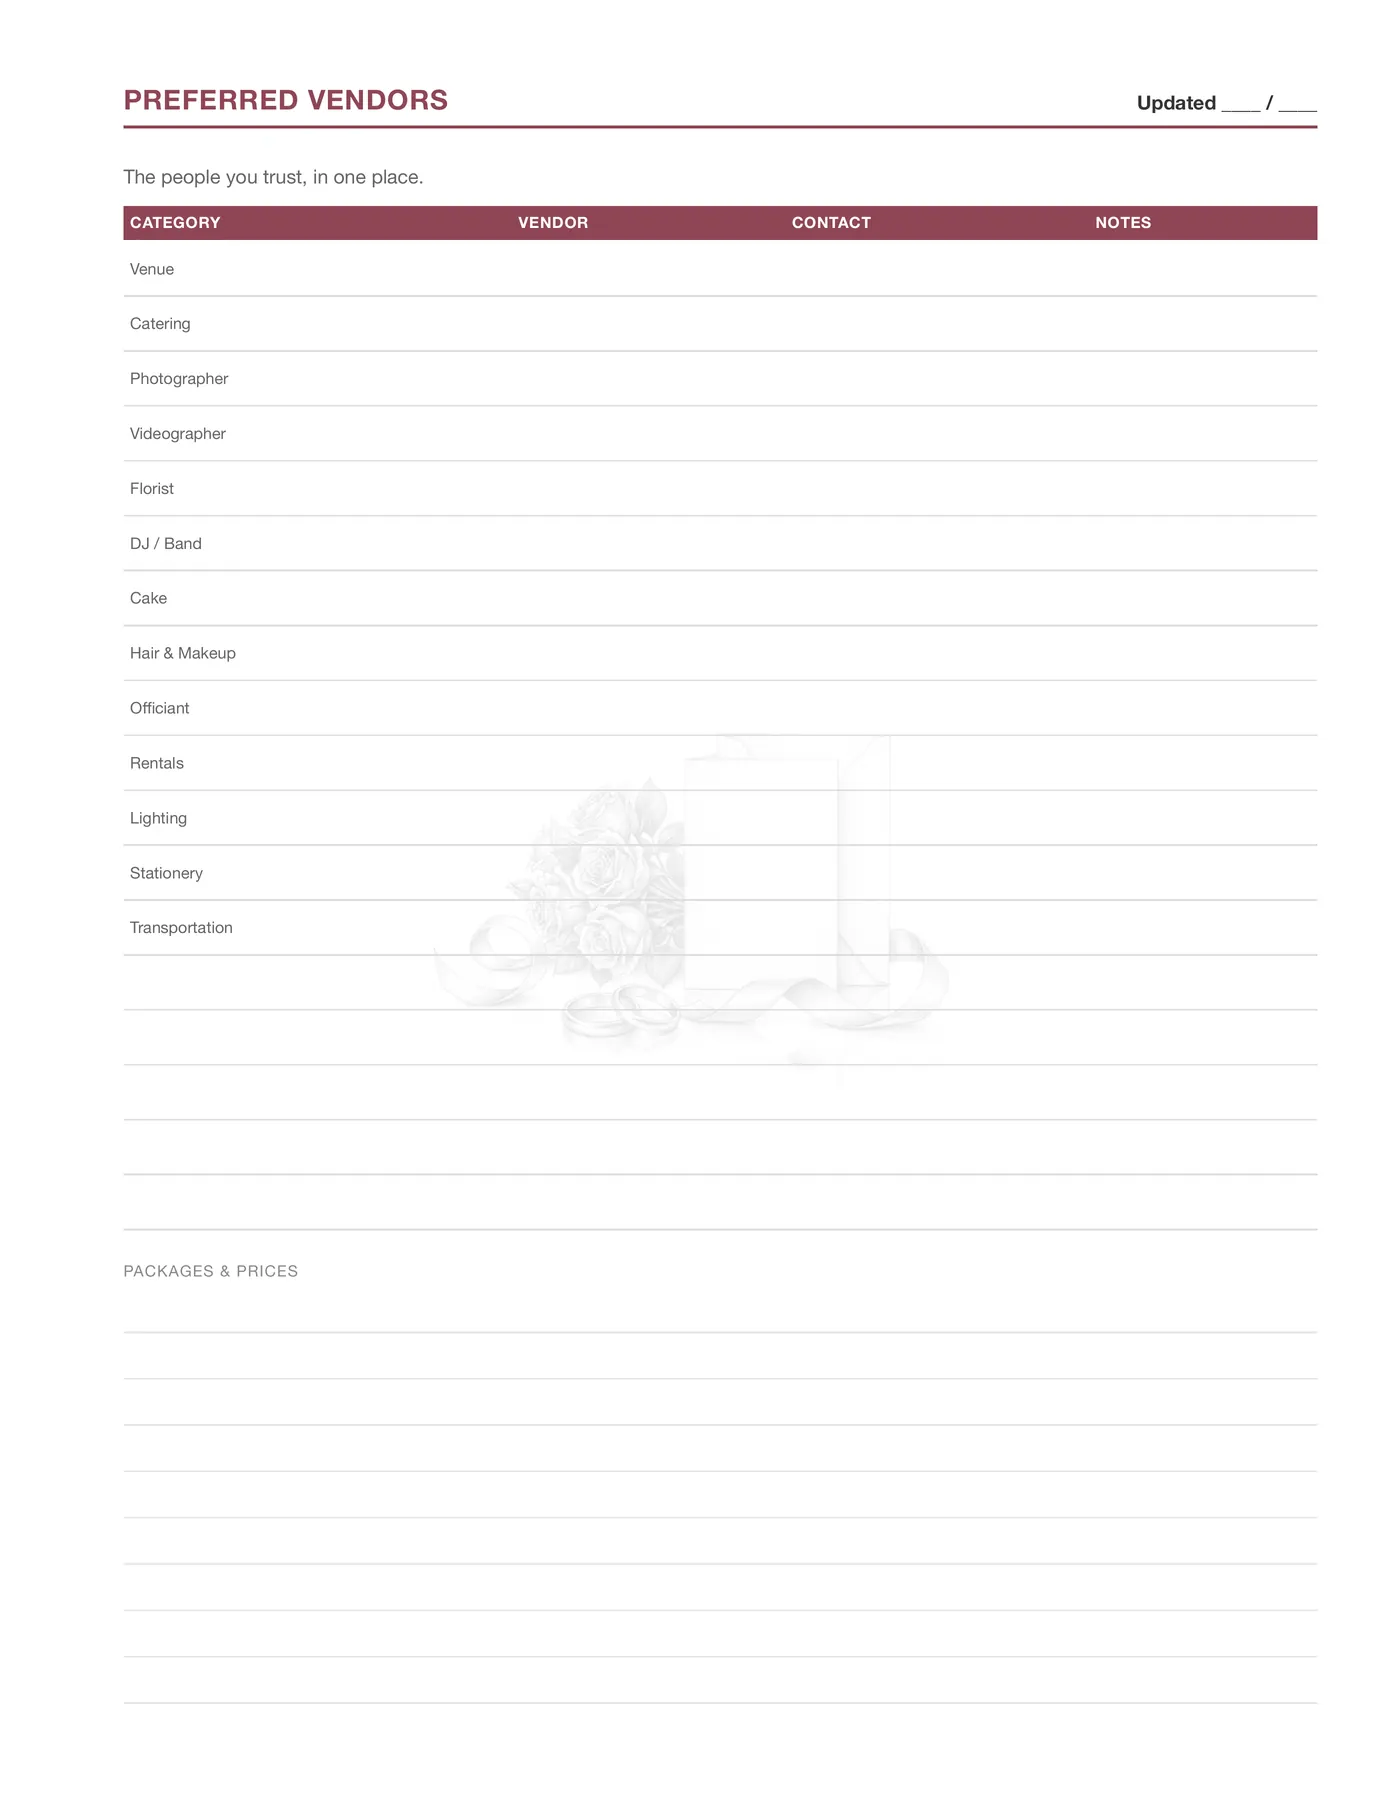 PREFERRED VENDORS
Updated ____ / ____
The people you trust, in one place.
CATEGORY VENDOR CONTACT NOTES
Venue
Catering
Photographer
Videographer
Florist
DJ / Band
Cake
Hair & Makeup
Officiant
Rentals
Lighting
Stationery
Transportation
PACKAGES & PRICES